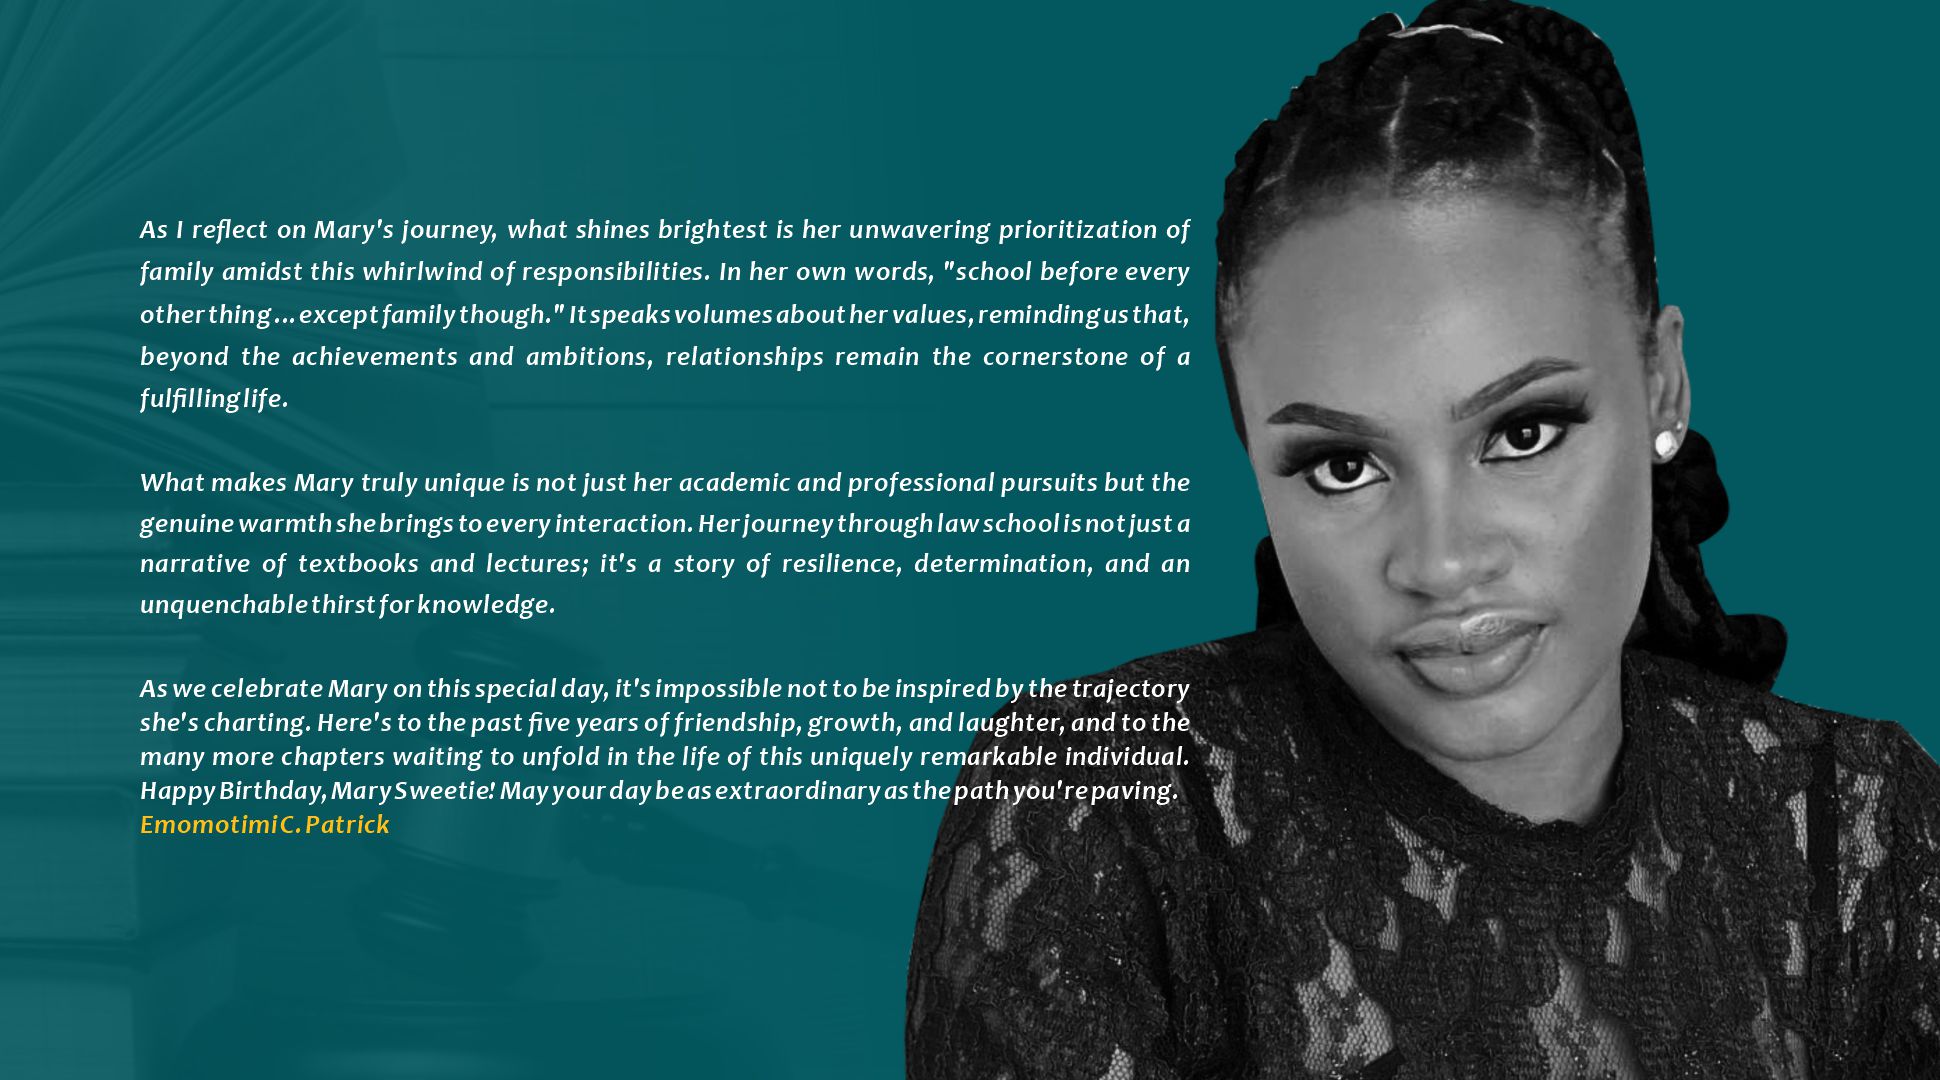 As I reflect on Mary's journey, what shines brightest is her unwavering prioritization of
family amidst this whirlwind of responsibilities. In her own words, "school before every
other thing ... except family though." It speaks volumes about her values, reminding us that,
beyond the achievements and ambitions, relationships remain the cornerstone of a
fulfilling life.
What makes Mary truly unique is not just her academic and professional pursuits but the
genuine warmth she brings to every interaction. Her journey through law school is not just a
narrative of textbooks and lectures; it's a story of resilience, determination, and an
unquenchable thirst for knowledge.
As we celebrate Mary on this special day, it's impossible not to be inspired by the trajectory
she's charting. Here's to the past five years of friendship, growth, and laughter, and to the
many more chapters waiting to unfold in the life of this uniquely remarkable individual.
Happy Birthday, Mary Sweetie! May your day be as extraordinary as the path you're paving.
Emomotimi C. Patrick